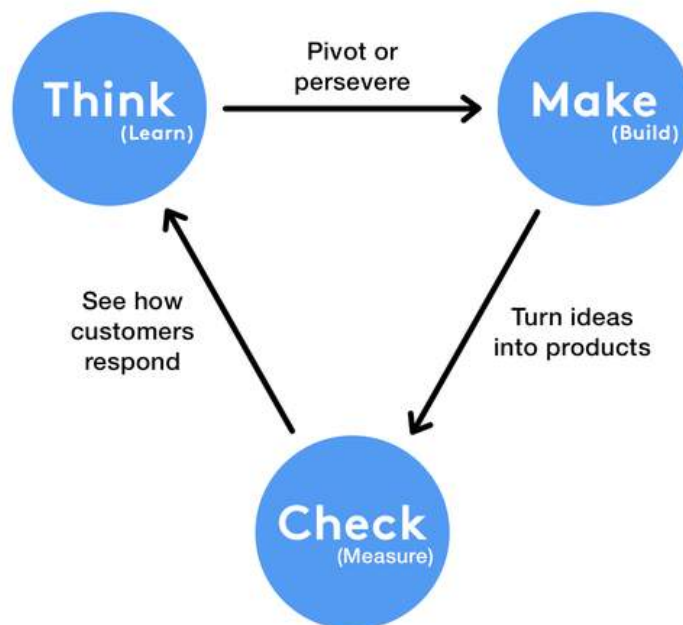 Think
(Learn)
Pivot or
persevere
Make
(Build)
See how
customers
respond
Turn ideas
into products
Check
(Measure)